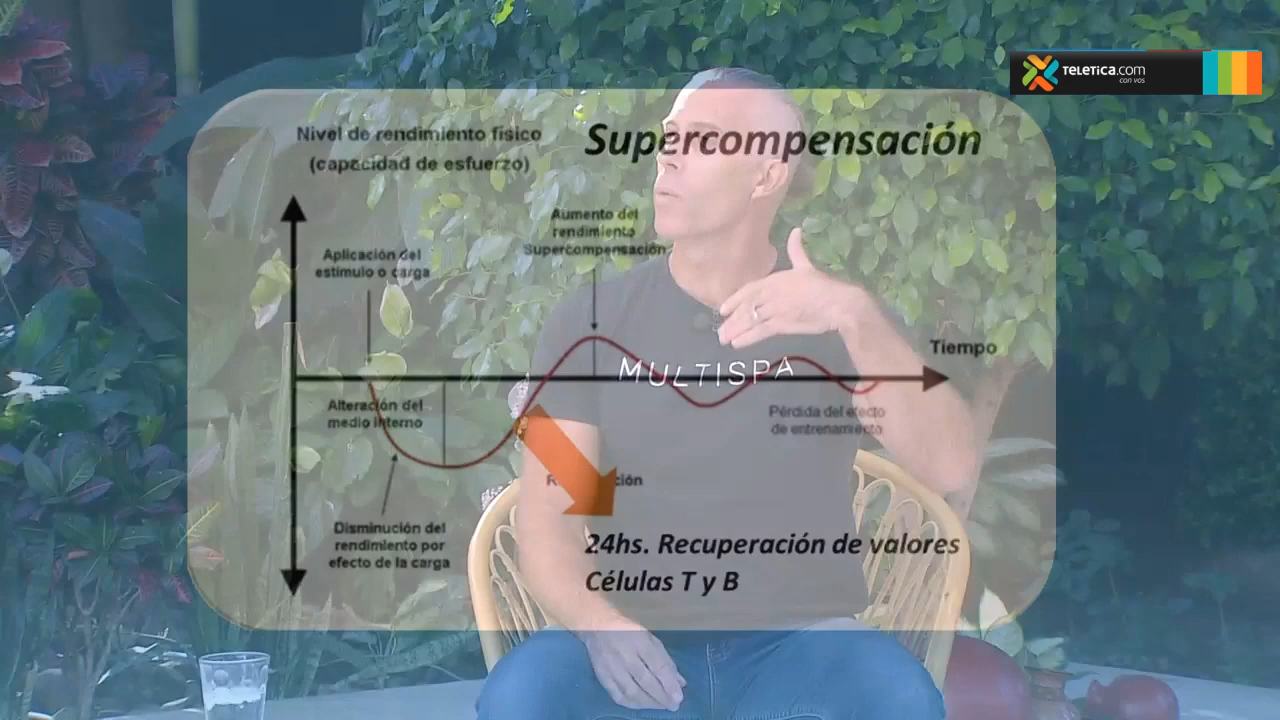 TELETICA.COM
con vos
Nivel de rendimiento físico
(capacidad de esfuerzo)
Supercompensación
Aumento del
rendimiento
Supercompensación
Aplicación del
estímulo o carga
Tiempo
MULTISPA
Alteración del
medio interno
Pérdida del efecto
de entrenamiento
Disminución del
rendimiento por
efecto de la carga
24hs. Recuperación de valores
Células T y B